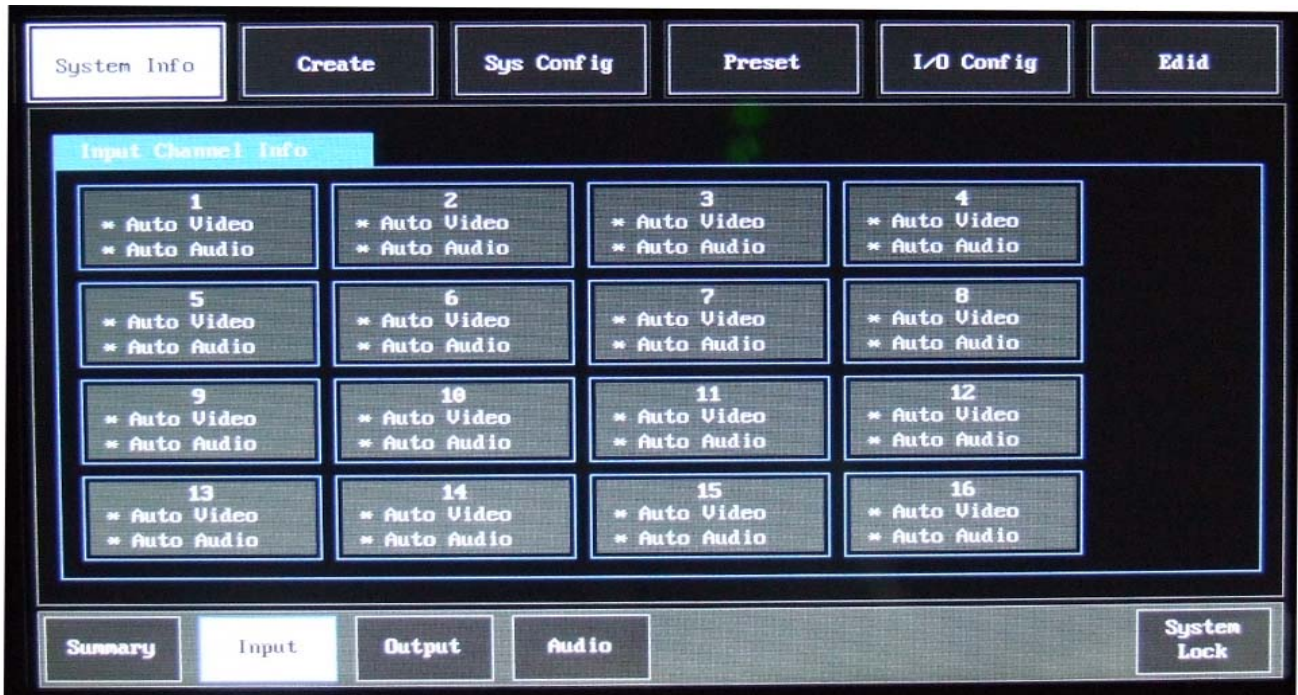 System Info Create Sys Config Preset I/O Config Edid
Input Channel Info
1 2 3 4
* Auto Video * Auto Video * Auto Video * Auto Video
* Auto Audio * Auto Audio * Auto Audio * Auto Audio
5 6 7 8
* Auto Video * Auto Video * Auto Video * Auto Video
* Auto Audio * Auto Audio * Auto Audio * Auto Audio
9 10 11 12
* Auto Video * Auto Video * Auto Video * Auto Video
* Auto Audio * Auto Audio * Auto Audio * Auto Audio
13 14 15 16
* Auto Video * Auto Video * Auto Video * Auto Video
* Auto Audio * Auto Audio * Auto Audio * Auto Audio
Summary Input Output Audio System
Lock